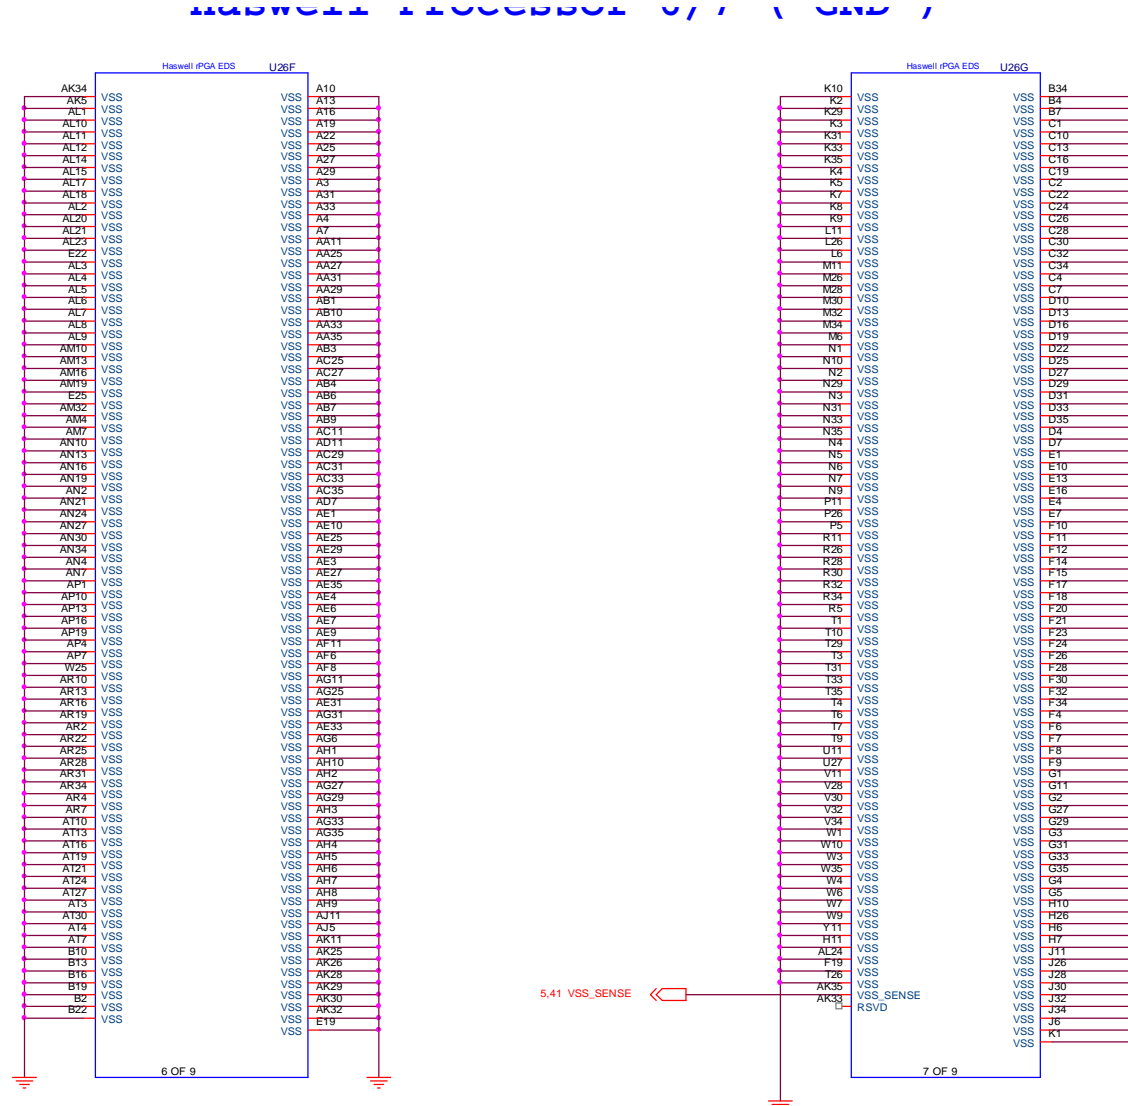 Haswell Processor ( GND )
Haswell rPGA EDS U26F Haswell rPGA EDS U26G
AK34 VSS VSS A10 K10 VSS VSS B34
AK5 VSS VSS A13 K2 VSS VSS B4
AL1 VSS VSS A16 K29 VSS VSS B7
AL10 VSS VSS A19 K3 VSS VSS C1
AL11 VSS VSS A22 K31 VSS VSS C10
AL12 VSS VSS A25 K33 VSS VSS C13
AL14 VSS VSS A27 K35 VSS VSS C16
AL15 VSS VSS A29 K4 VSS VSS C19
AL17 VSS VSS A3 K5 VSS VSS C2
AL18 VSS VSS A31 K7 VSS VSS C22
AL2 VSS VSS A33 K8 VSS VSS C24
AL20 VSS VSS A4 K9 VSS VSS C26
AL21 VSS VSS A7 L11 VSS VSS C28
AL23 VSS VSS AA11 L26 VSS VSS C30
E22 VSS VSS AA25 L6 VSS VSS C32
AL3 VSS VSS AA27 M11 VSS VSS C34
AL4 VSS VSS AA31 M26 VSS VSS C4
AL5 VSS VSS AA29 M28 VSS VSS C7
AL6 VSS VSS AB1 M30 VSS VSS D10
AL7 VSS VSS AB10 M32 VSS VSS D13
AL8 VSS VSS AA33 M34 VSS VSS D16
AL9 VSS VSS AA35 M6 VSS VSS D19
AM10 VSS VSS AB3 N1 VSS VSS D22
AM13 VSS VSS AC25 N10 VSS VSS D25
AM16 VSS VSS AC27 N2 VSS VSS D27
AM19 VSS VSS AB4 N29 VSS VSS D29
E25 VSS VSS AB6 N3 VSS VSS D31
AM32 VSS VSS AB7 N31 VSS VSS D33
AM4 VSS VSS AB9 N33 VSS VSS D35
AM7 VSS VSS AC11 N35 VSS VSS D4
AN10 VSS VSS AD11 N4 VSS VSS D7
AN13 VSS VSS AC29 N5 VSS VSS E1
AN16 VSS VSS AC31 N6 VSS VSS E10
AN19 VSS VSS AC33 N7 VSS VSS E13
AN2 VSS VSS AC35 N9 VSS VSS E16
AN21 VSS VSS AD7 P11 VSS VSS E4
AN24 VSS VSS AE1 P26 VSS VSS E7
AN27 VSS VSS AE10 P5 VSS VSS F10
AN30 VSS VSS AE25 R11 VSS VSS F11
AN34 VSS VSS AE29 R26 VSS VSS F12
AN4 VSS VSS AE3 R28 VSS VSS F14
AN7 VSS VSS AE27 R30 VSS VSS F15
AP1 VSS VSS AE35 R32 VSS VSS F17
AP10 VSS VSS AE4 R34 VSS VSS F18
AP13 VSS VSS AE6 R5 VSS VSS F20
AP16 VSS VSS AE7 T1 VSS VSS F21
AP19 VSS VSS AE9 T10 VSS VSS F23
AP4 VSS VSS AF11 T29 VSS VSS F24
AP7 VSS VSS AF6 T3 VSS VSS F26
W25 VSS VSS AF8 T31 VSS VSS F28
AR10 VSS VSS AG11 T33 VSS VSS F30
AR13 VSS VSS AG25 T35 VSS VSS F32
AR16 VSS VSS AE31 T4 VSS VSS F34
AR19 VSS VSS AG31 T6 VSS VSS F4
AR2 VSS VSS AE33 T7 VSS VSS F6
AR22 VSS VSS AG6 T9 VSS VSS F7
AR25 VSS VSS AH1 U11 VSS VSS F8
AR28 VSS VSS AH10 U27 VSS VSS F9
AR31 VSS VSS AH2 V11 VSS VSS G1
AR34 VSS VSS AG27 V28 VSS VSS G11
AR4 VSS VSS AG29 V30 VSS VSS G2
AR7 VSS VSS AH3 V32 VSS VSS G27
AT10 VSS VSS AG33 V34 VSS VSS G29
AT13 VSS VSS AG35 W1 VSS VSS G3
AT16 VSS VSS AH4 W10 VSS VSS G31
AT19 VSS VSS AH5 W3 VSS VSS G33
AT21 VSS VSS AH6 W35 VSS VSS G35
AT24 VSS VSS AH7 W4 VSS VSS G4
AT27 VSS VSS AH8 W6 VSS VSS G5
AT3 VSS VSS AH9 W7 VSS VSS H10
AT30 VSS VSS AJ11 W9 VSS VSS H26
AT4 VSS VSS AJ5 Y11 VSS VSS H6
AT7 VSS VSS AK11 H11 VSS VSS H7
B10 VSS VSS AK25 AL24 VSS VSS J11
B13 VSS VSS AK26 F19 VSS VSS J26
B16 VSS VSS AK28 T26 VSS VSS J28
B19 VSS VSS AK29 5,41 VSS_SENSE AK35 VSS_SENSE VSS J30
B2 VSS VSS AK30 AK33 RSVD VSS J32
B22 VSS VSS AK32 VSS J34
VSS E19 VSS J6
VSS K1
6 OF 9 7 OF 9